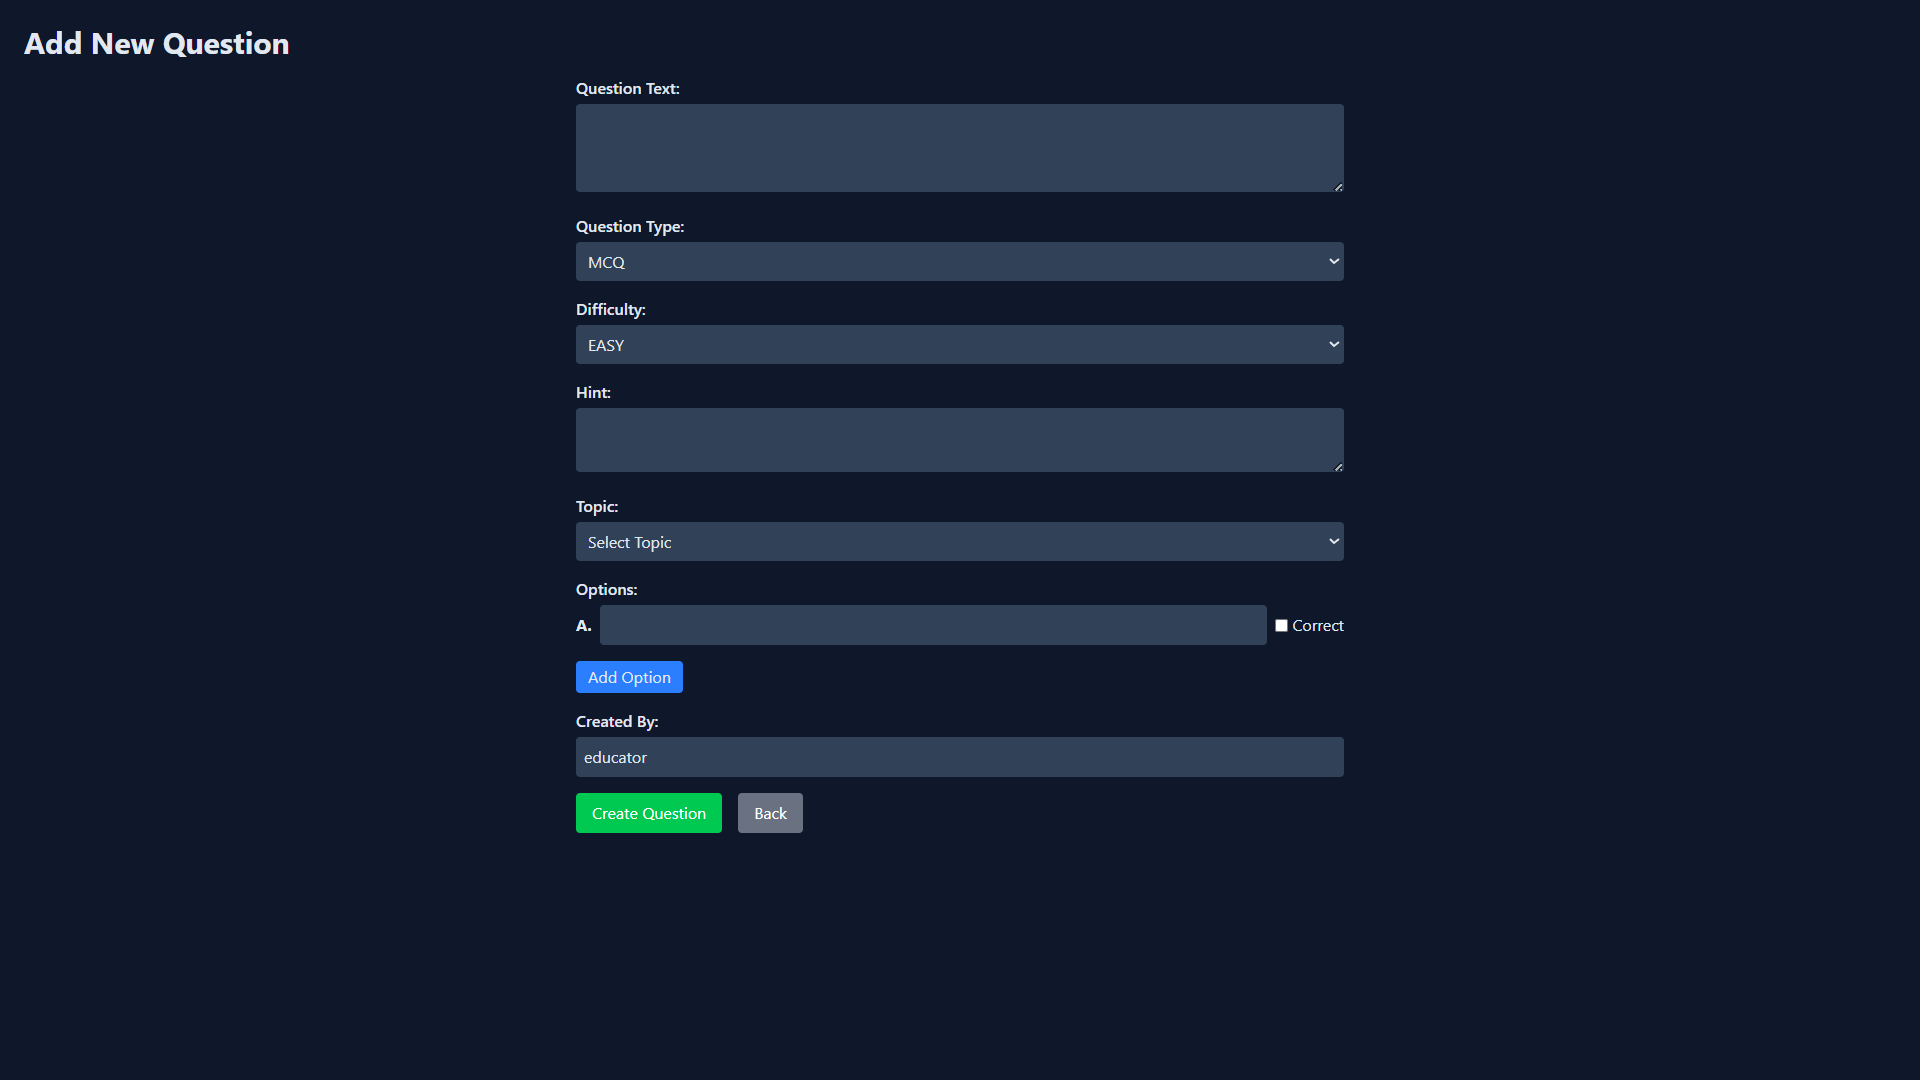 Add New Question
Question Text:
Question Type:
MCQ
Difficulty:
EASY
Hint:
Topic:
Select Topic
Options:
A. Correct
Add Option
Created By:
educator
Create Question Back